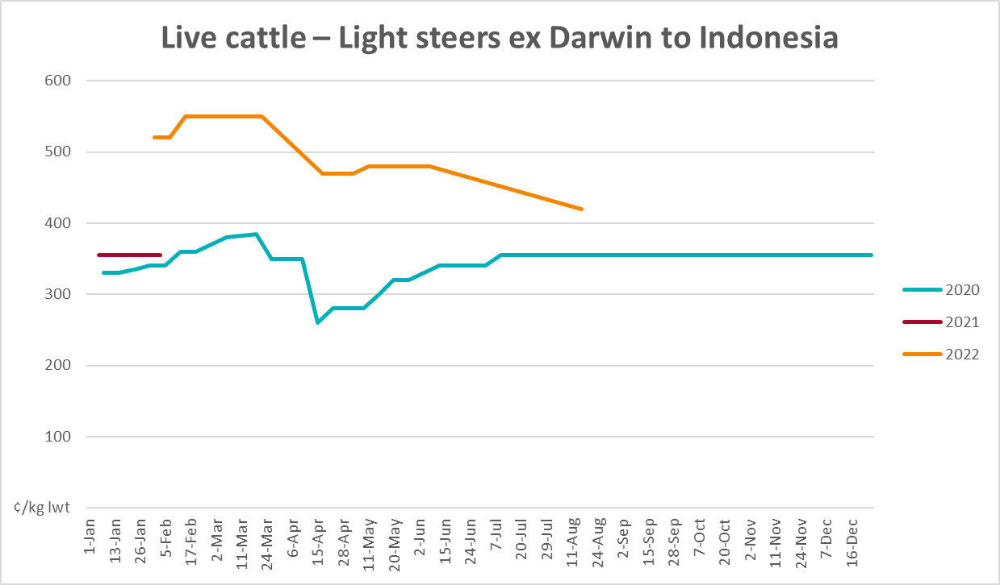 Live cattle – Light steers ex Darwin to Indonesia
600
500
400
300
200
100
¢/kg lwt
1-Jan
13-Jan
26-Jan
5-Feb
17-Feb
2-Mar
11-Mar
24-Mar
6-Apr
15-Apr
28-Apr
11-May
20-May
2-Jun
15-Jun
24-Jun
7-Jul
20-Jul
29-Jul
11-Aug
24-Aug
2-Sep
15-Sep
28-Sep
7-Oct
20-Oct
2-Nov
11-Nov
24-Nov
7-Dec
16-Dec
2020
2021
2022